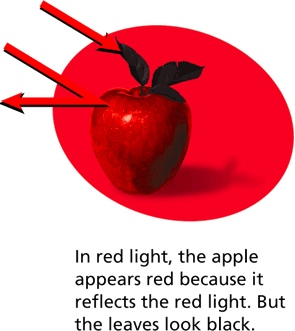 In red light, the apple
appears red because it
reflects the red light. But
the leaves look black.